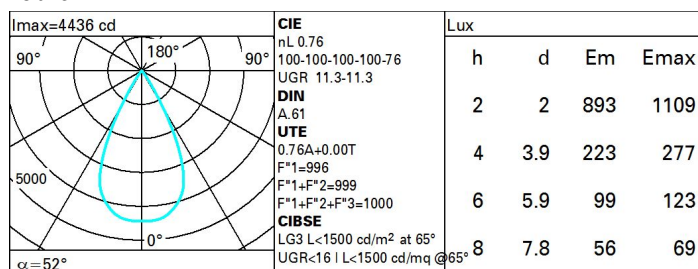 Imax=4436 cd
90°
180°
90°
5000
0°
α=52°
CIE
nL 0.76
100-100-100-100-76
UGR 11.3-11.3
DIN
A.61
UTE
0.76A+0.00T
F"1=996
F"1+F"2=999
F"1+F"2+F"3=1000
CIBSE
LG3 L<1500 cd/m² at 65°
UGR<16 | L<1500 cd/mq @65°
Lux
h d Em Emax
2 2 893 1109
4 3.9 223 277
6 5.9 99 123
8 7.8 56 69